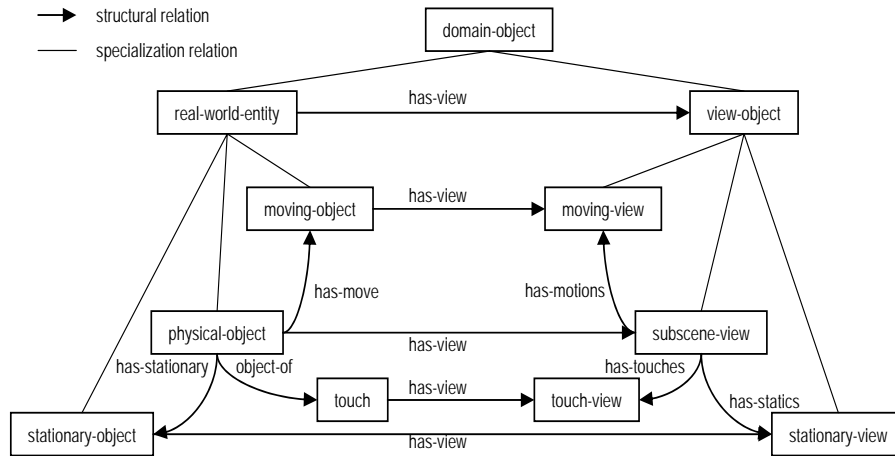 structural relation
specialization relation
domain-object
real-world-entity
has-view
view-object
moving-object
has-view
moving-view
has-move
has-motions
physical-object
has-view
subscene-view
has-stationary
object-of
has-touches
touch
has-view
touch-view
has-statics
stationary-object
has-view
stationary-view